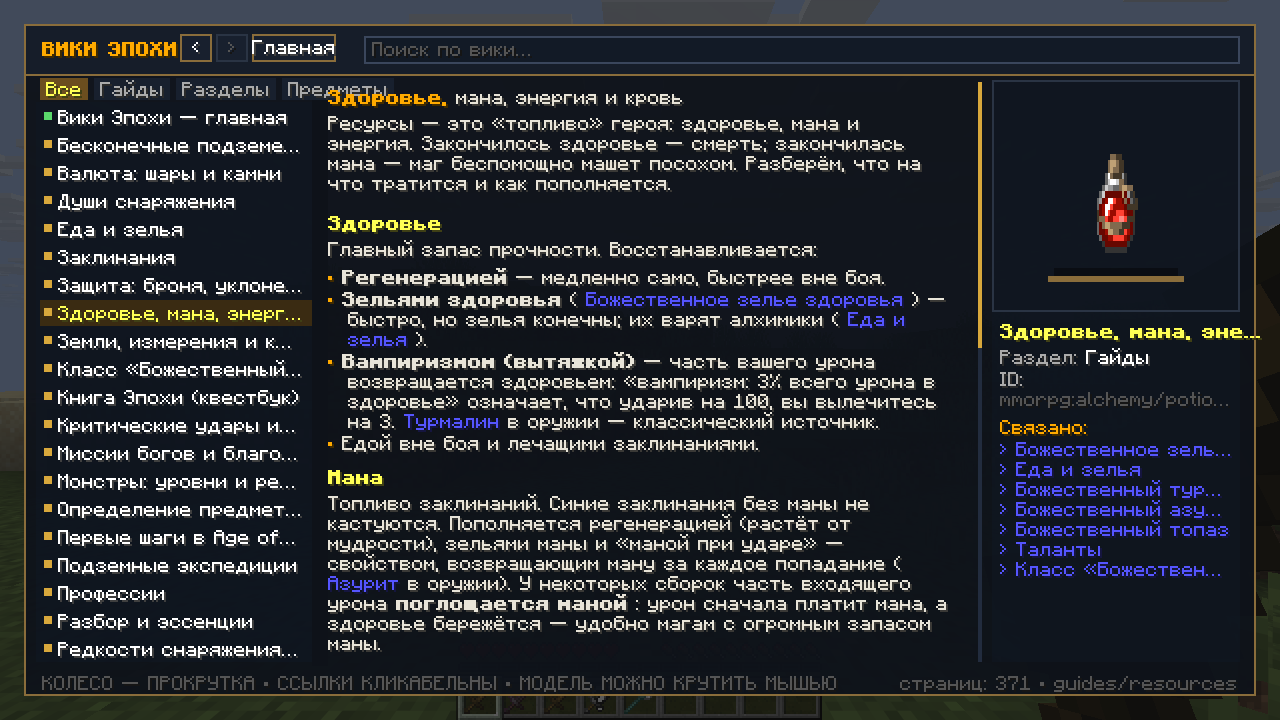 ВИКИ ЭПОХИ < > Главная Поиск по вики...
Все Гайды Разделы Предметы
Вики Эпохи — главная
Бесконечные подземе...
Валюта: шары и камни
Души снаряжения
Еда и зелья
Заклинания
Защита: броня, уклоне...
Здоровье, мана, энерг...
Земли, измерения и к...
Класс «Божественный...
Книга Эпохи (квестбук)
Критические удары и...
Миссии богов и благо...
Монстры: уровни и ре...
Определение предмет...
Первые шаги в Age of...
Подземные экспедиции
Профессии
Разбор и эссенции
Редкости снаряжения...
Здоровье, мана, энергия и кровь
Ресурсы — это «топливо» героя: здоровье, мана и
энергия. Закончилось здоровье — смерть; закончилась
мана — маг беспомощно машет посохом. Разберём, что на
что тратится и как пополняется.
Здоровье
Главный запас прочности. Восстанавливается:
• Регенерацией — медленно само, быстрее вне боя.
• Зельями здоровья ( Божественное зелье здоровья ) —
быстро, но зелья конечны; их варят алхимики ( Еда и
зелья ).
• Вампиризмом (вытяжкой) — часть вашего урона
возвращается здоровьем: «вампиризм: 3% всего урона в
здоровье» означает, что ударив на 100, вы вылечитесь
на 3. Турмалин в оружии — классический источник.
• Едой вне боя и лечащими заклинаниями.
Мана
Топливо заклинаний. Синие заклинания без маны не
кастуются. Пополняется регенерацией (растёт от
мудрости), зельями маны и «маной при ударе» —
свойством, возвращающим ману за каждое попадание (
Азурит в оружии). У некоторых сборок часть входящего
урона поглощается маной : урон сначала платит мана, а
здоровье бережётся — удобно магам с огромным запасом
маны.
Здоровье, мана, эне...
Раздел: Гайды
ID:
mmorpg:alchemy/potio...
Связано:
> Божественное зель...
> Еда и зелья
> Божественный тур...
> Божественный азу...
> Божественный топаз
> Таланты
> Класс «Божествен...
КОЛЕСО — ПРОКРУТКА • ССЫЛКИ КЛИКАБЕЛЬНЫ • МОДЕЛЬ МОЖНО КРУТИТЬ МЫШЬЮ
страниц: 371 • guides/resources